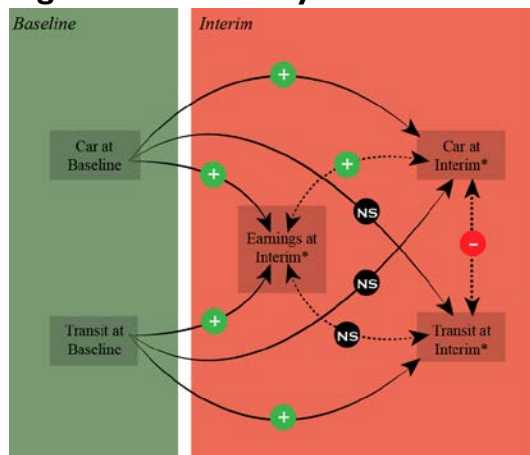 Baseline
Interim
+
Car at
Baseline
Car at
Interim*
+
+
NS
Earnings at
Interim*
–
NS
+
NS
Transit at
Baseline
Transit at
Interim*
+